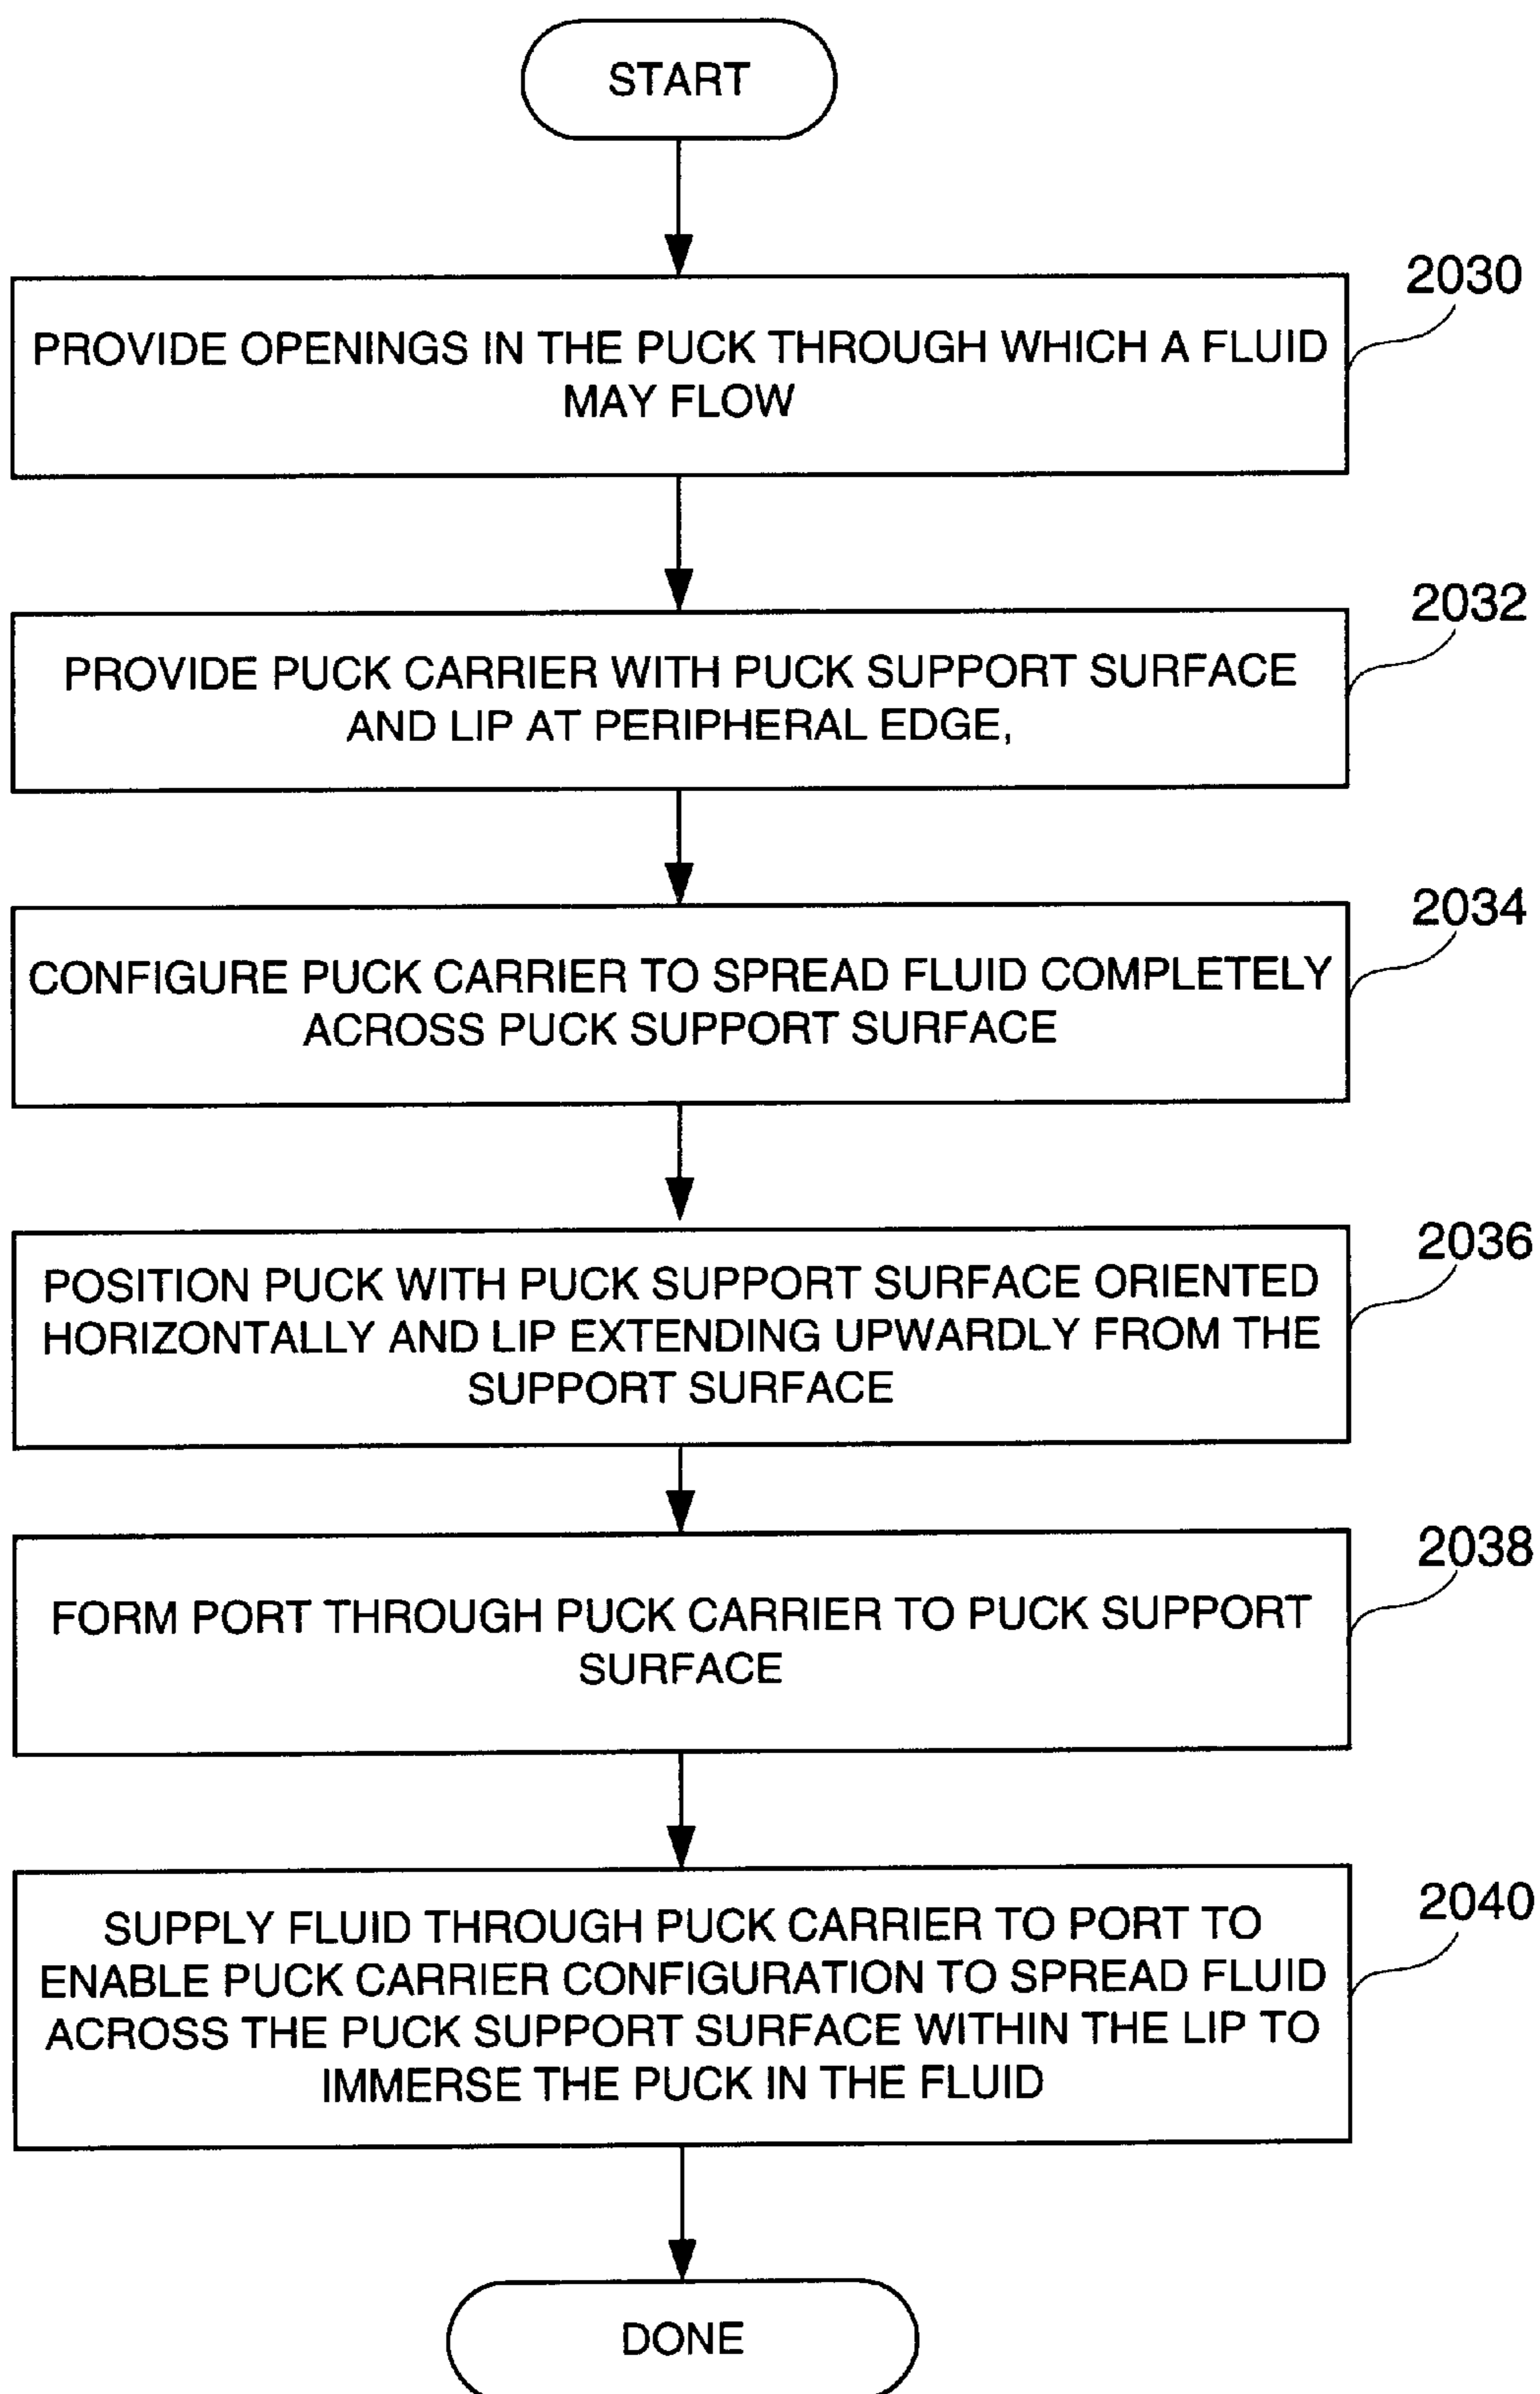 START
2030
PROVIDE OPENINGS IN THE PUCK THROUGH WHICH A FLUID
MAY FLOW
2032
PROVIDE PUCK CARRIER WITH PUCK SUPPORT SURFACE
AND LIP AT PERIPHERAL EDGE,
2034
CONFIGURE PUCK CARRIER TO SPREAD FLUID COMPLETELY
ACROSS PUCK SUPPORT SURFACE
2036
POSITION PUCK WITH PUCK SUPPORT SURFACE ORIENTED
HORIZONTALLY AND LIP EXTENDING UPWARDLY FROM THE
SUPPORT SURFACE
2038
FORM PORT THROUGH PUCK CARRIER TO PUCK SUPPORT
SURFACE
2040
SUPPLY FLUID THROUGH PUCK CARRIER TO PORT TO
ENABLE PUCK CARRIER CONFIGURATION TO SPREAD FLUID
ACROSS THE PUCK SUPPORT SURFACE WITHIN THE LIP TO
IMMERSE THE PUCK IN THE FLUID
DONE